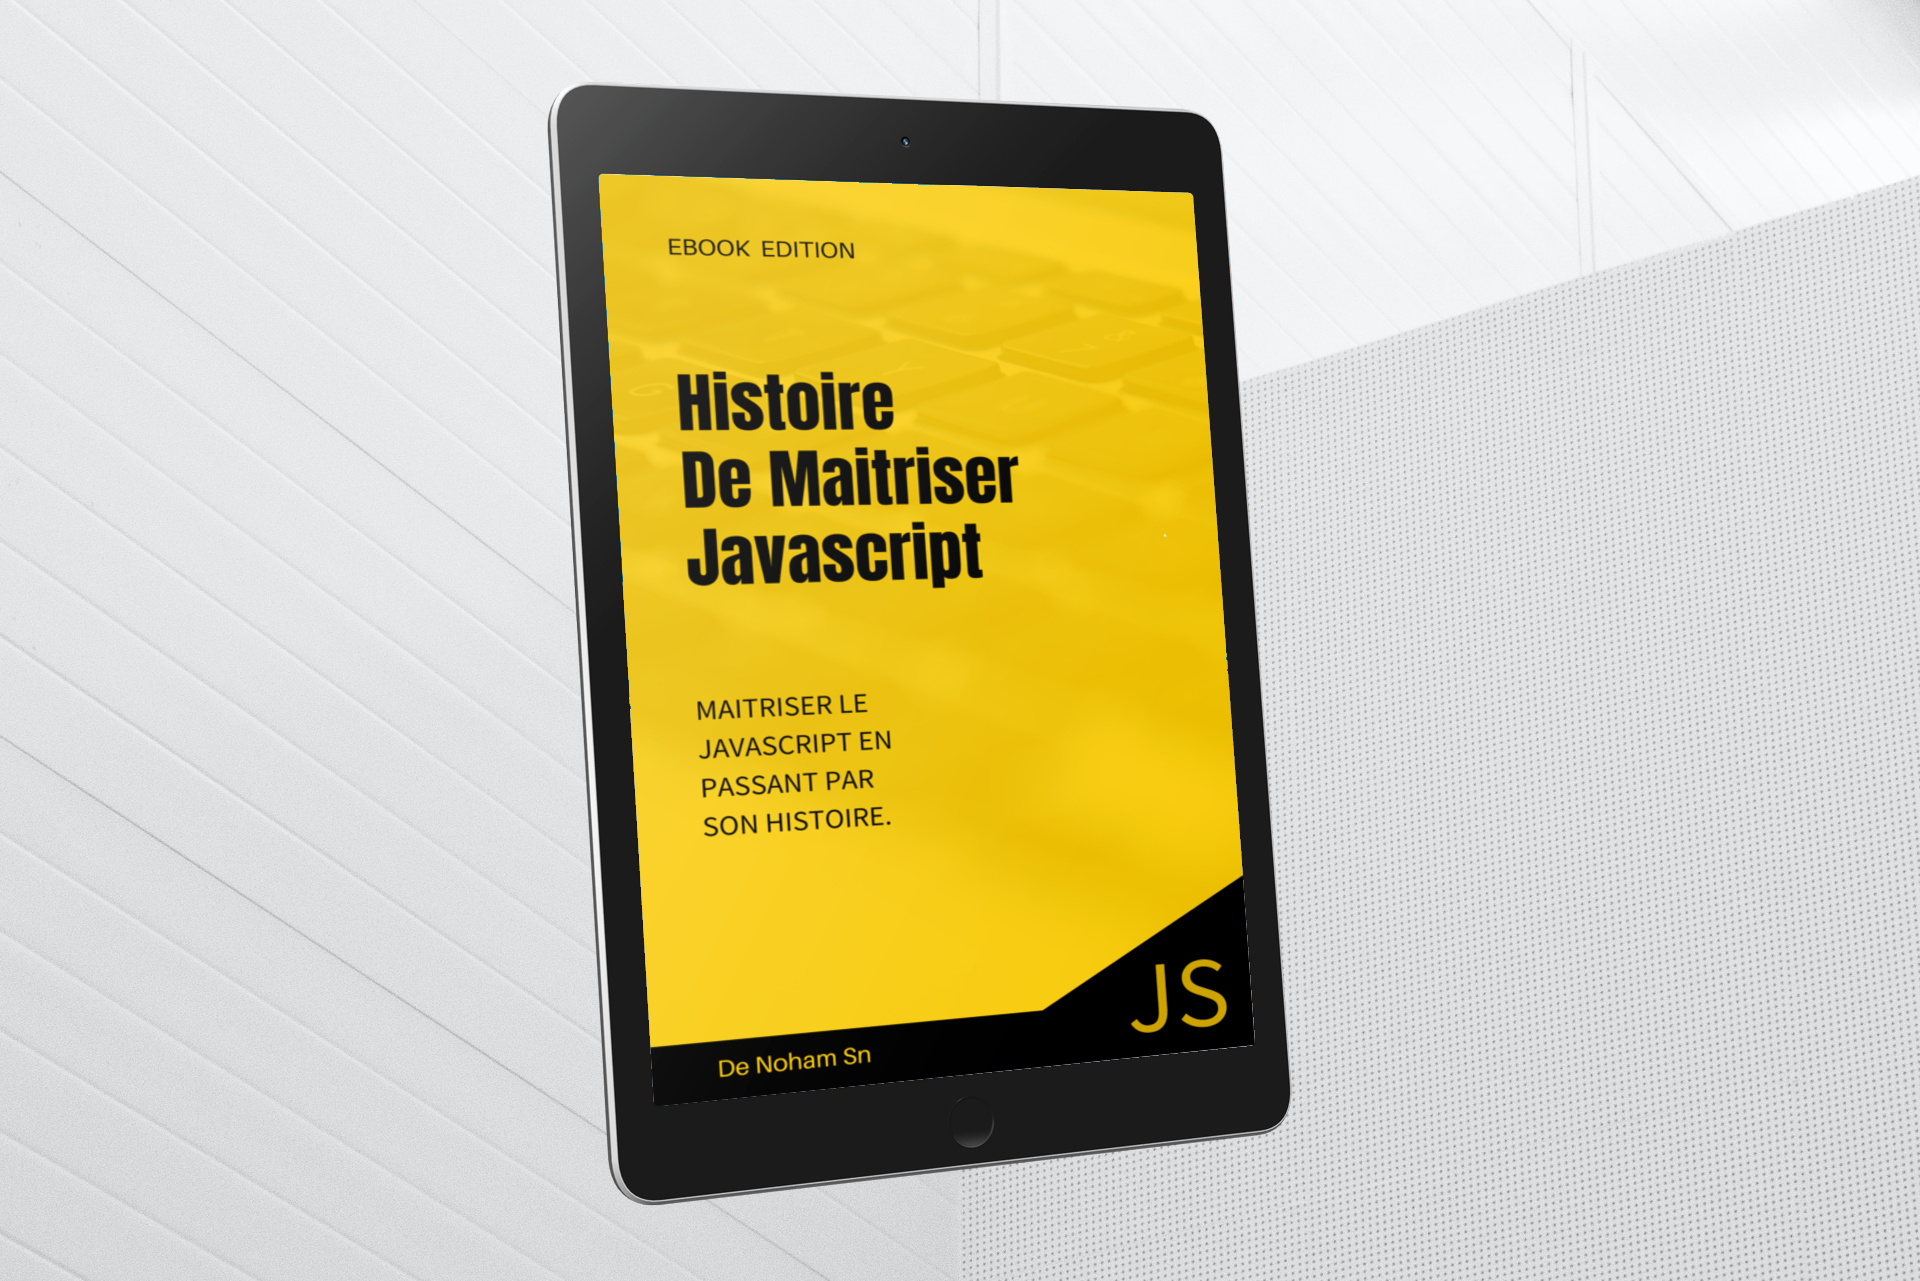 EBOOK EDITION
Histoire
De Maitriser
Javascript
MAITRISER LE
JAVASCRIPT EN
PASSANT PAR
SON HISTOIRE.
JS
De Noham Sn